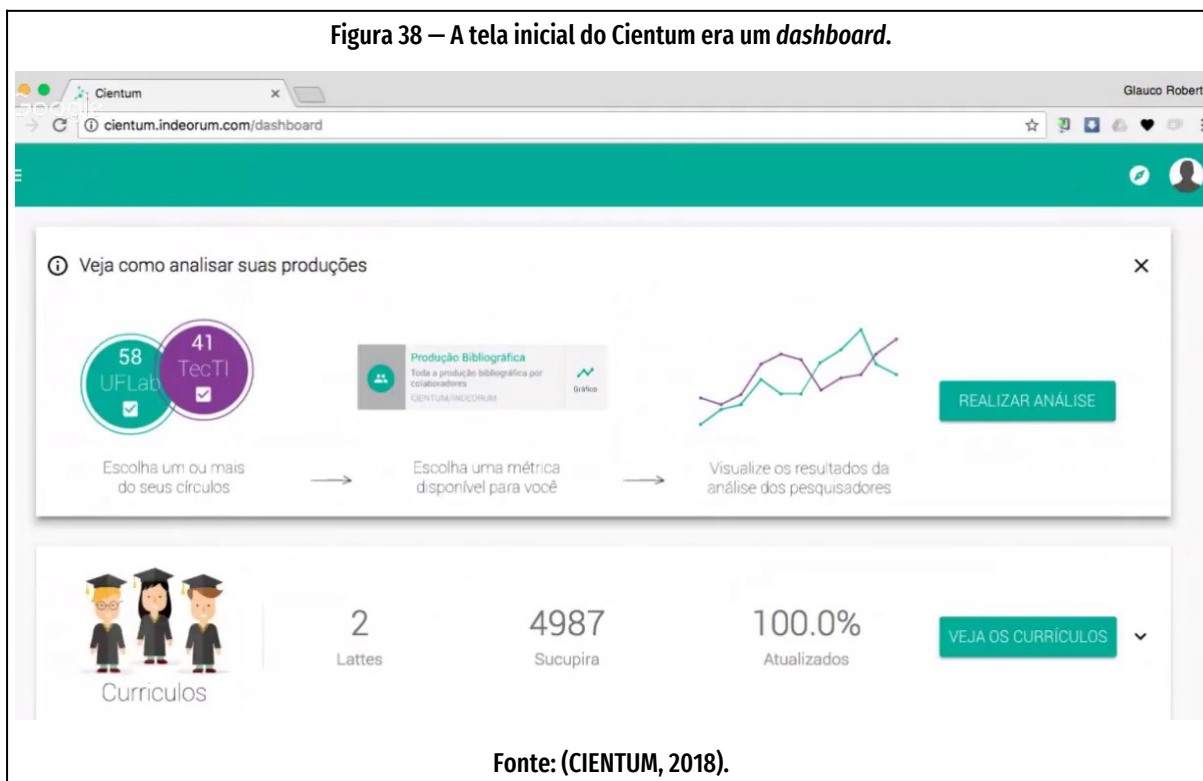 Figura 38 — A tela inicial do Cientum era um dashboard.
Cientum
Glauco Robert
Google
cientum.indeorum.com/dashboard
Veja como analisar suas produções
58
UFLab
41
TecTI
Produção Bibliográfica
Toda a produção bibliográfica por
colaboradores
CIENTUM/INDEORUM
Gráfico
REALIZAR ANÁLISE
Escolha um ou mais
do seus círculos
Escolha uma métrica
disponível para você
Visualize os resultados da
análise dos pesquisadores
2
Lattes
4987
Sucupira
100.0%
Atualizados
VEJA OS CURRÍCULOS
Curriculos
Fonte: (CIENTUM, 2018).